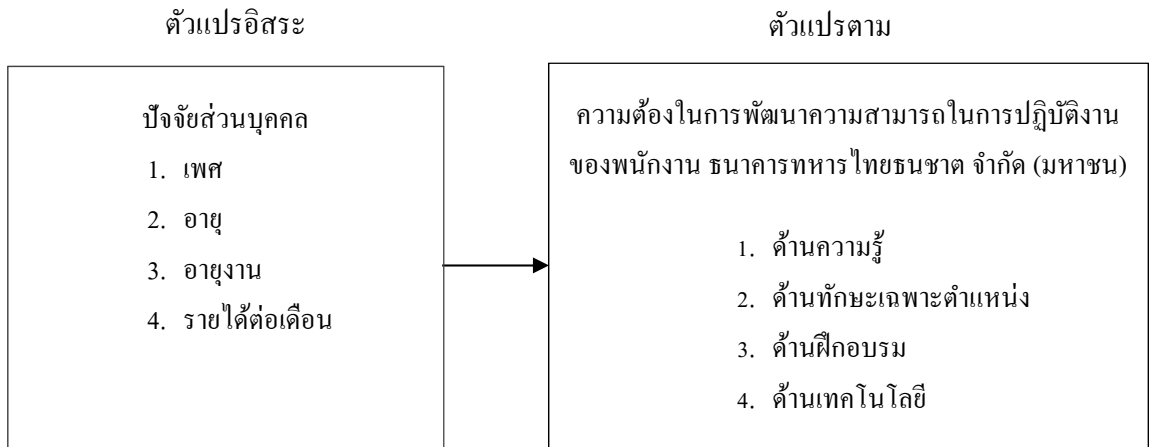 ตัวแปรอิสระ
ตัวแปรตาม
ปัจจัยส่วนบุคคล
1. เพศ
2. อายุ
3. อายุงาน
4. รายได้ต่อเดือน
ความต้องในการพัฒนาความสามารถในการปฏิบัติงาน
ของพนักงาน ธนาคารทหารไทยธนชาต จำกัด (มหาชน)
1. ด้านความรู้
2. ด้านทักษะเฉพาะตำแหน่ง
3. ด้านฝึกอบรม
4. ด้านเทคโนโลยี